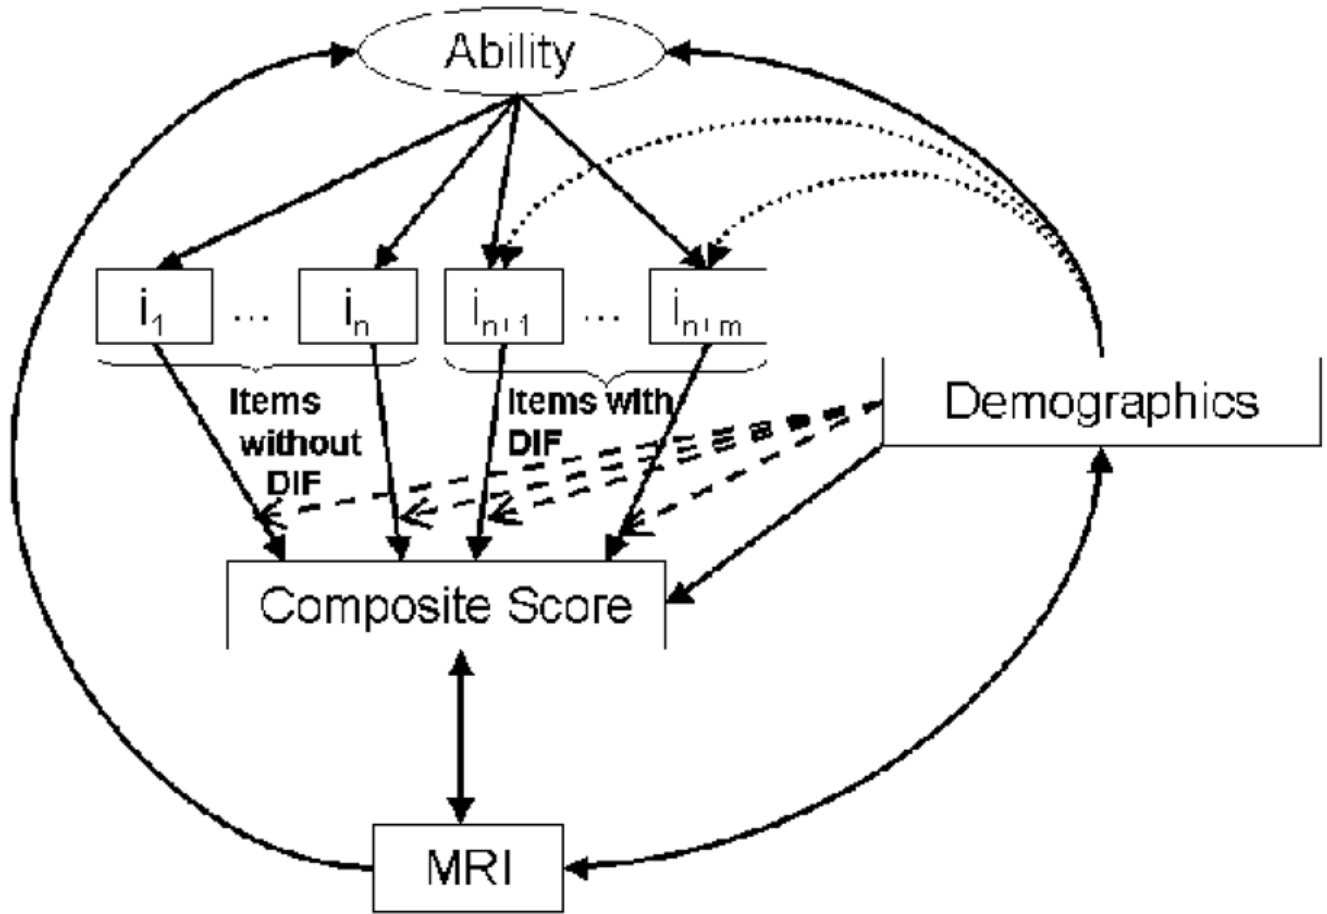 Ability
i1 ... in in+1 ... in+m
Items
without
DIF
Items with
DIF
Demographics
Composite Score
MRI